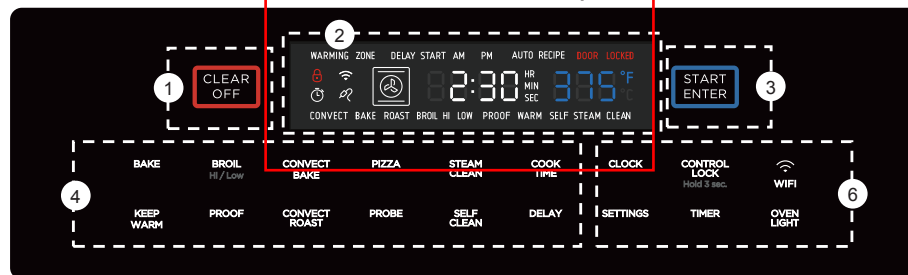 2
WARMING ZONE DELAY START AM PM AUTO RECIPE DOOR LOCKED
1
CLEAR
OFF
2:30
HR
MIN
SEC
375°F
°C
START
ENTER
3
CONVECT BAKE ROAST BROIL HI LOW PROOF WARM SELF STEAM CLEAN
4
BAKE
BROIL
HI / Low
CONVECT
BAKE
PIZZA
STEAM
CLEAN
COOK
TIME
KEEP
WARM
PROOF
CONVECT
ROAST
PROBE
SELF
CLEAN
DELAY
CLOCK
CONTROL
LOCK
Hold 3 sec.
WIFI
6
SETTINGS
TIMER
OVEN
LIGHT